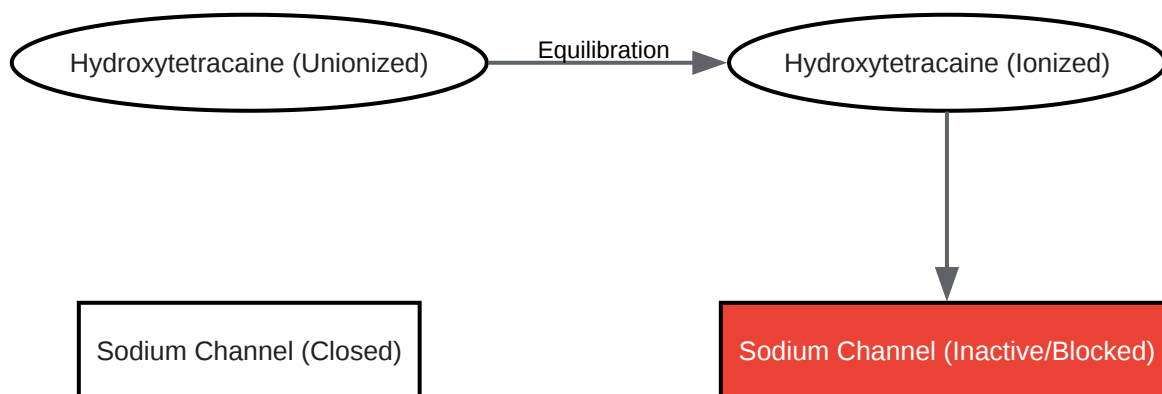 Hydroxytetracaine (Unionized)
Equilibration
Hydroxytetracaine (Ionized)
Sodium Channel (Closed)
Sodium Channel (Inactive/Blocked)